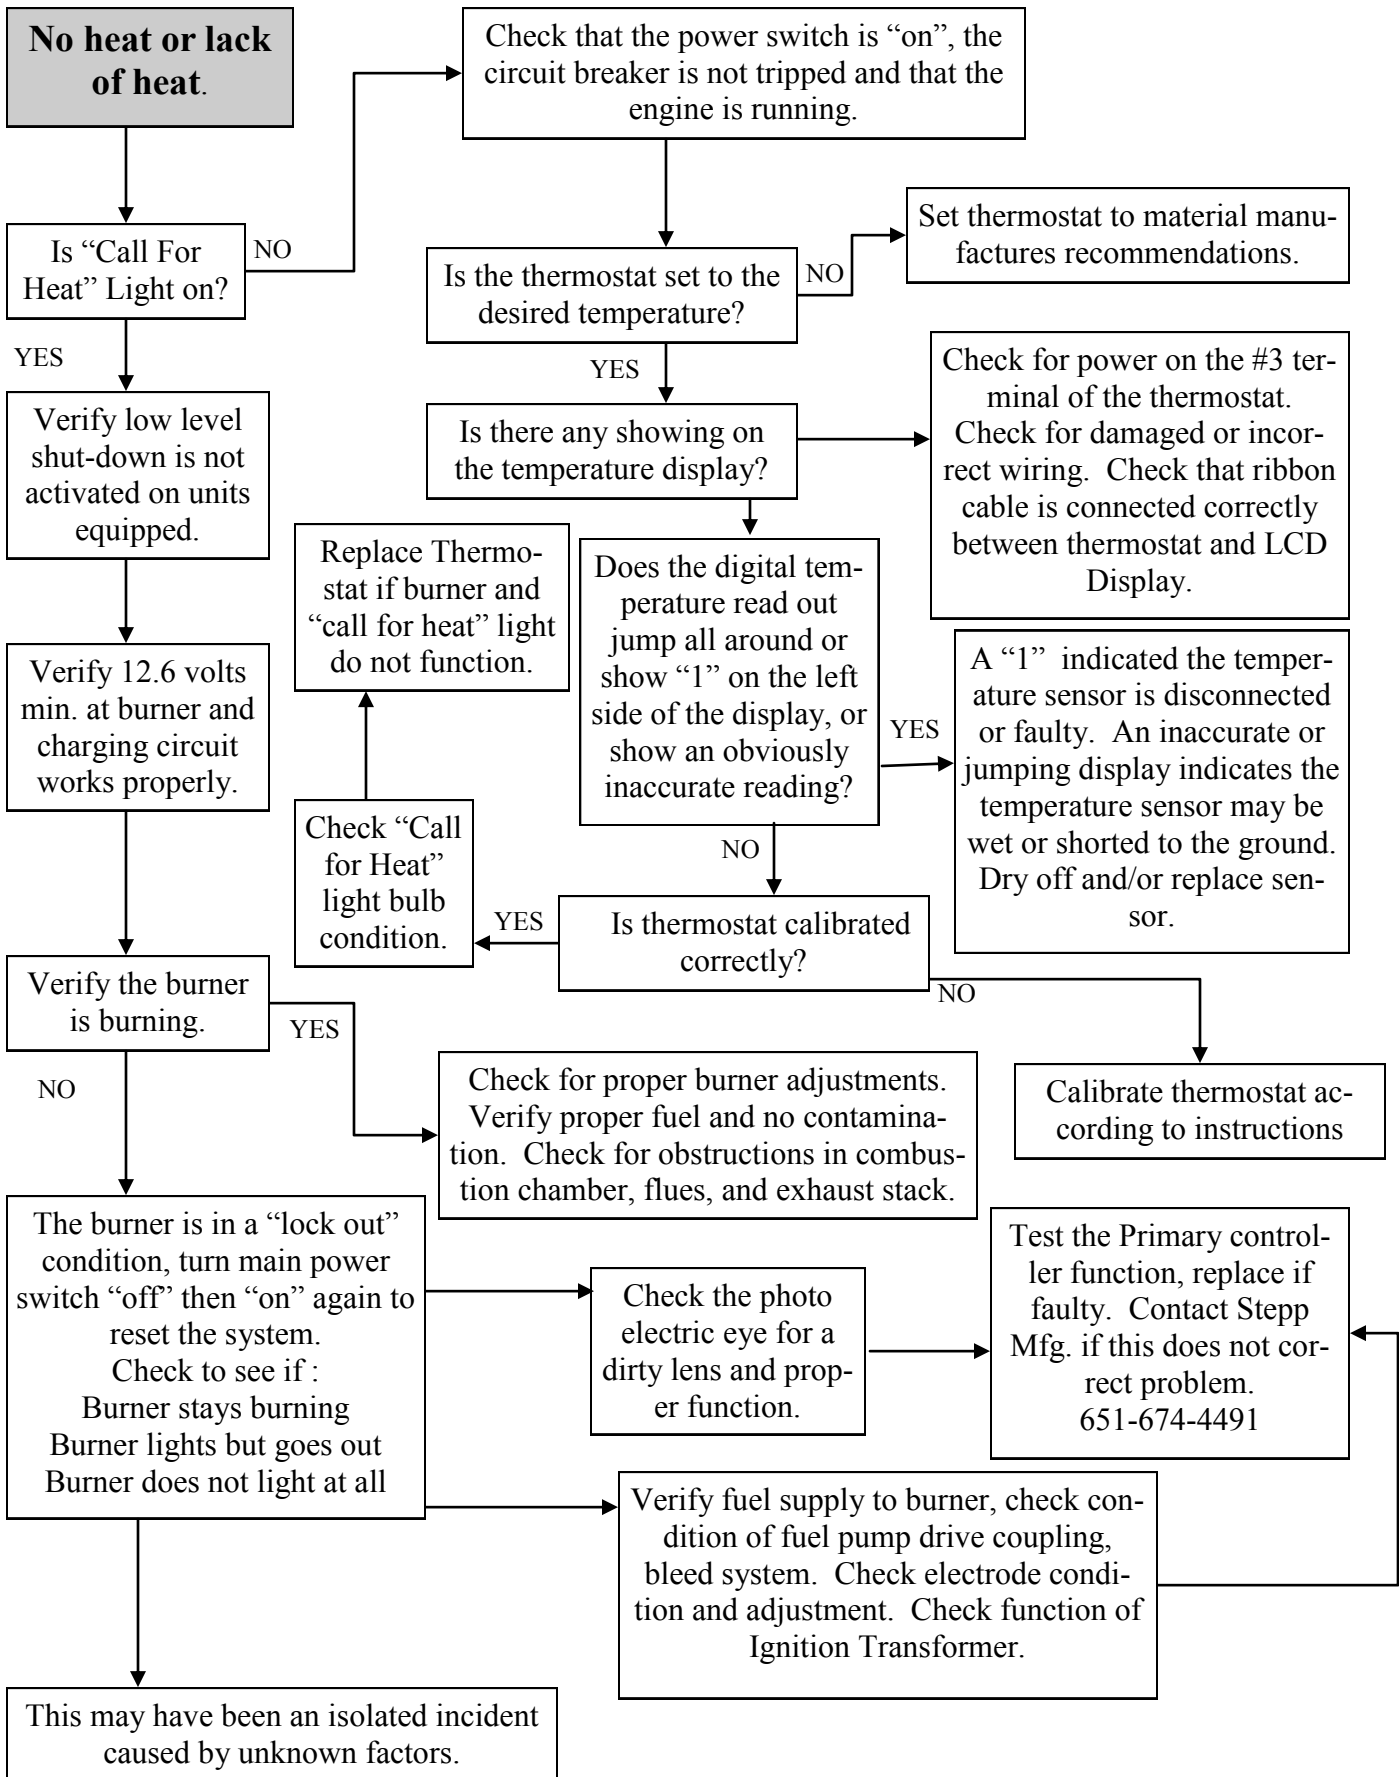 No heat or lack
of heat.
Check that the power switch is “on”, the
circuit breaker is not tripped and that the
engine is running.
Is “Call For
Heat” Light on?
NO
Set thermostat to material manu-
factures recommendations.
Is the thermostat set to the
desired temperature?
NO
YES
YES
Check for power on the #3 ter-
minal of the thermostat.
Check for damaged or incor-
rect wiring. Check that ribbon
cable is connected correctly
between thermostat and LCD
Display.
Verify low level
shut-down is not
activated on units
equipped.
Is there any showing on
the temperature display?
Replace Thermo-
stat if burner and
“call for heat” light
do not function.
Does the digital tem-
perature read out
jump all around or
show “1” on the left
side of the display, or
show an obviously
inaccurate reading?
YES
A “1” indicated the temper-
ature sensor is disconnected
or faulty. An inaccurate or
jumping display indicates the
temperature sensor may be
wet or shorted to the ground.
Dry off and/or replace sen-
sor.
Verify 12.6 volts
min. at burner and
charging circuit
works properly.
Check “Call
for Heat”
light bulb
condition.
NO
YES
Is thermostat calibrated
correctly?
NO
Verify the burner
is burning.
YES
NO
Check for proper burner adjustments.
Verify proper fuel and no contamina-
tion. Check for obstructions in combus-
tion chamber, flues, and exhaust stack.
Calibrate thermostat ac-
cording to instructions
The burner is in a “lock out”
condition, turn main power
switch “off” then “on” again to
reset the system.
Check to see if :
Burner stays burning
Burner lights but goes out
Burner does not light at all
Check the photo
electric eye for a
dirty lens and prop-
er function.
Test the Primary control-
ler function, replace if
faulty. Contact Stepp
Mfg. if this does not cor-
rect problem.
651-674-4491
Verify fuel supply to burner, check con-
dition of fuel pump drive coupling,
bleed system. Check electrode condi-
tion and adjustment. Check function of
Ignition Transformer.
This may have been an isolated incident
caused by unknown factors.